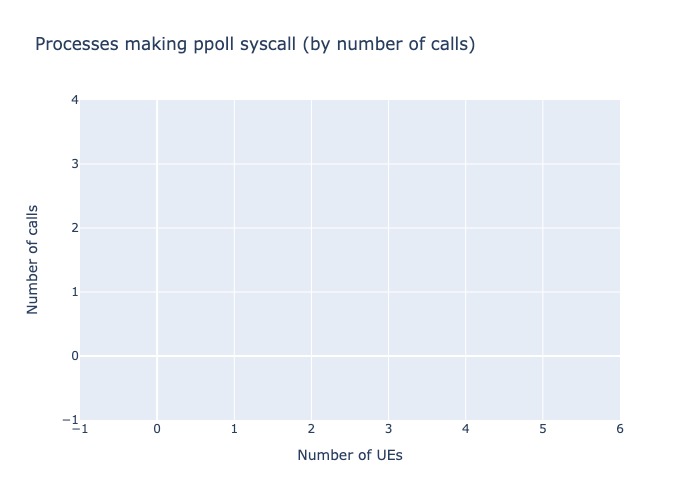 Processes making ppoll syscall (by number of calls)
4
3
2
1
0
−1
Number of calls
−1 0 1 2 3 4 5 6
Number of UEs